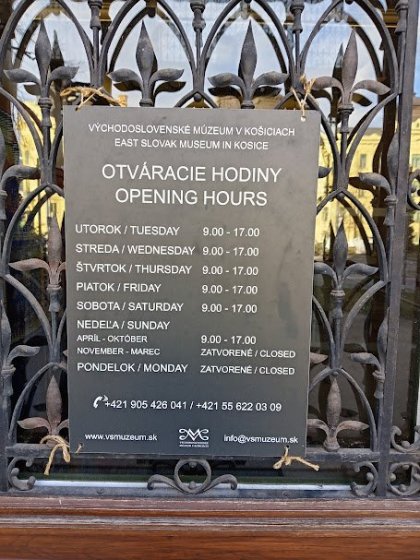 VÝCHODOSLOVENSKÉ MÚZEUM V KOŠICIACH
EAST SLOVAK MUSEUM IN KOSICE
OTVÁRACIE HODINY
OPENING HOURS
UTOROK / TUESDAY 9.00 - 17.00
STREDA / WEDNESDAY 9.00 - 17.00
ŠTVRTOK / THURSDAY 9.00 - 17.00
PIATOK / FRIDAY 9.00 - 17.00
SOBOTA / SATURDAY 9.00 - 17.00
NEDEĽA / SUNDAY
APRÍL - OKTÓBER 9.00 - 17.00
NOVEMBER - MAREC ZATVORENÉ / CLOSED
PONDELOK / MONDAY ZATVORENÉ / CLOSED
+421 905 426 041 / +421 55 622 03 09
www.vsmuzeum.sk info@vsmuzeum.sk